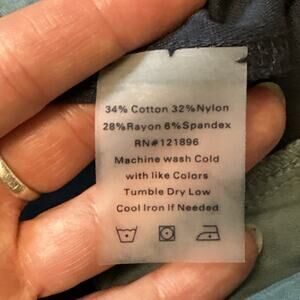 34% Cotton 32%Nylon
28%Rayon 6%Spandex
RN#121896
Machine wash Cold
with like Colors
Tumble Dry Low
Cool Iron If Needed